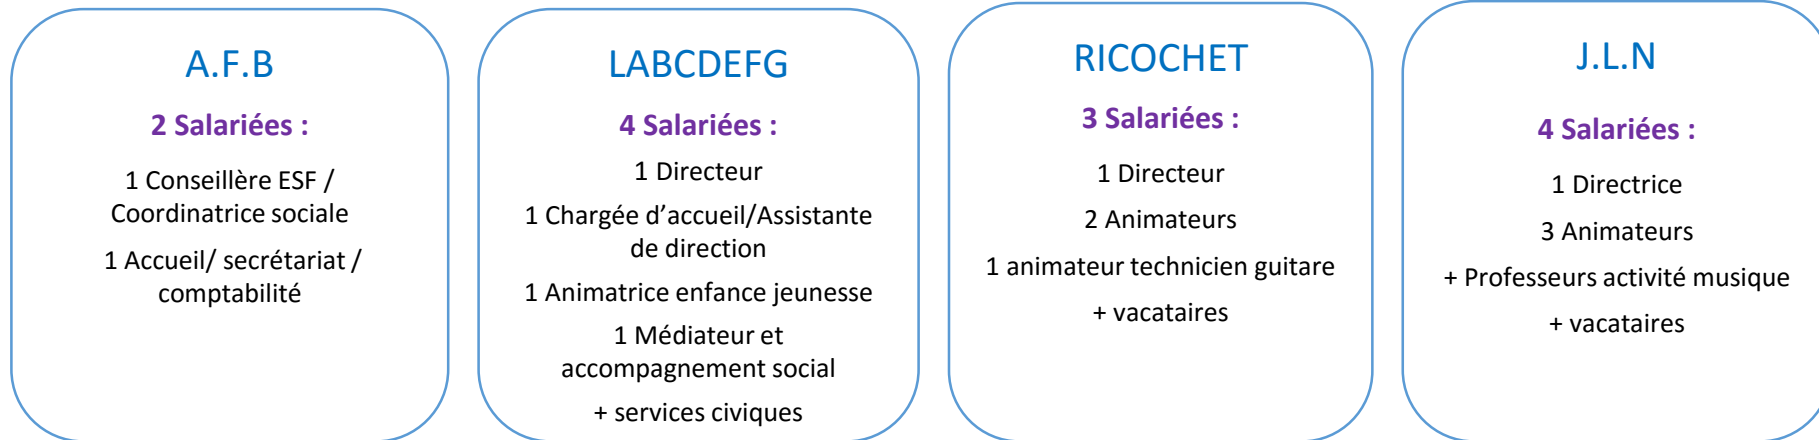 A.F.B
2 Salariées :
1 Conseillère ESF /
Coordinatrice sociale
1 Accueil/ secrétariat /
comptabilité
LABCDEFG
4 Salariées :
1 Directeur
1 Chargée d’accueil/Assistante
de direction
1 Animatrice enfance jeunesse
1 Médiateur et
accompagnement social
+ services civiques
RICOCHET
3 Salariées :
1 Directeur
2 Animateurs
1 animateur technicien guitare
+ vacataires
J.L.N
4 Salariées :
1 Directrice
3 Animateurs
+ Professeurs activité musique
+ vacataires